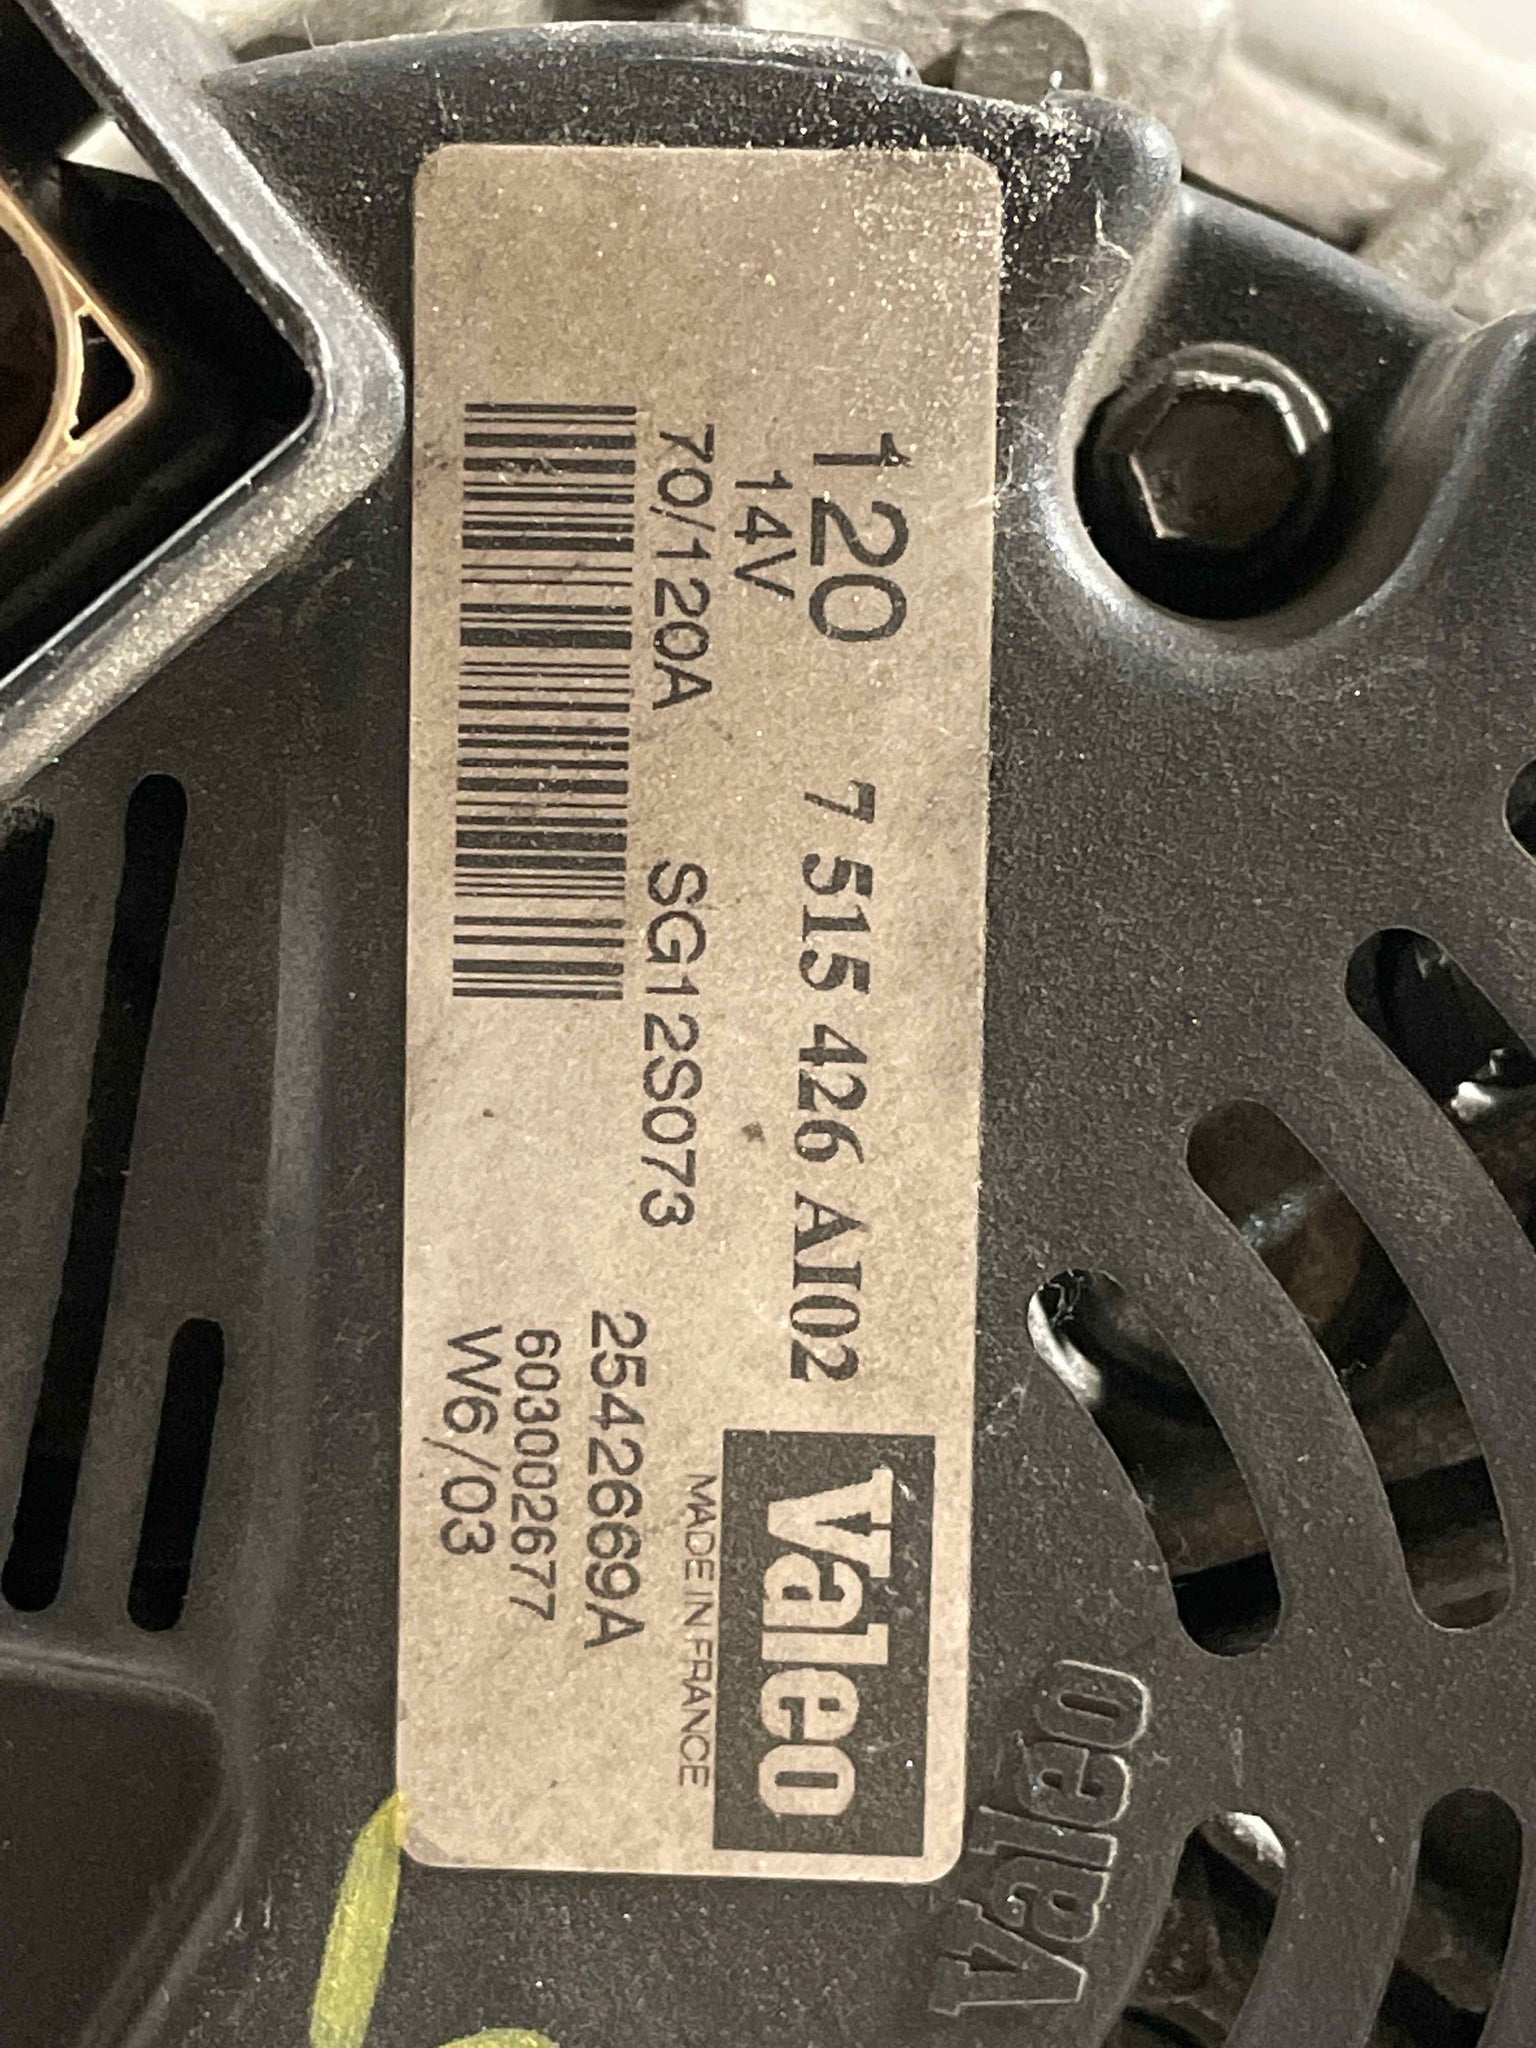 120 7 515 426 AI02
14V
70/120A SG12S073
Valeo
MADE IN FRANCE
2542669A
603002677
W6/03
Valeo